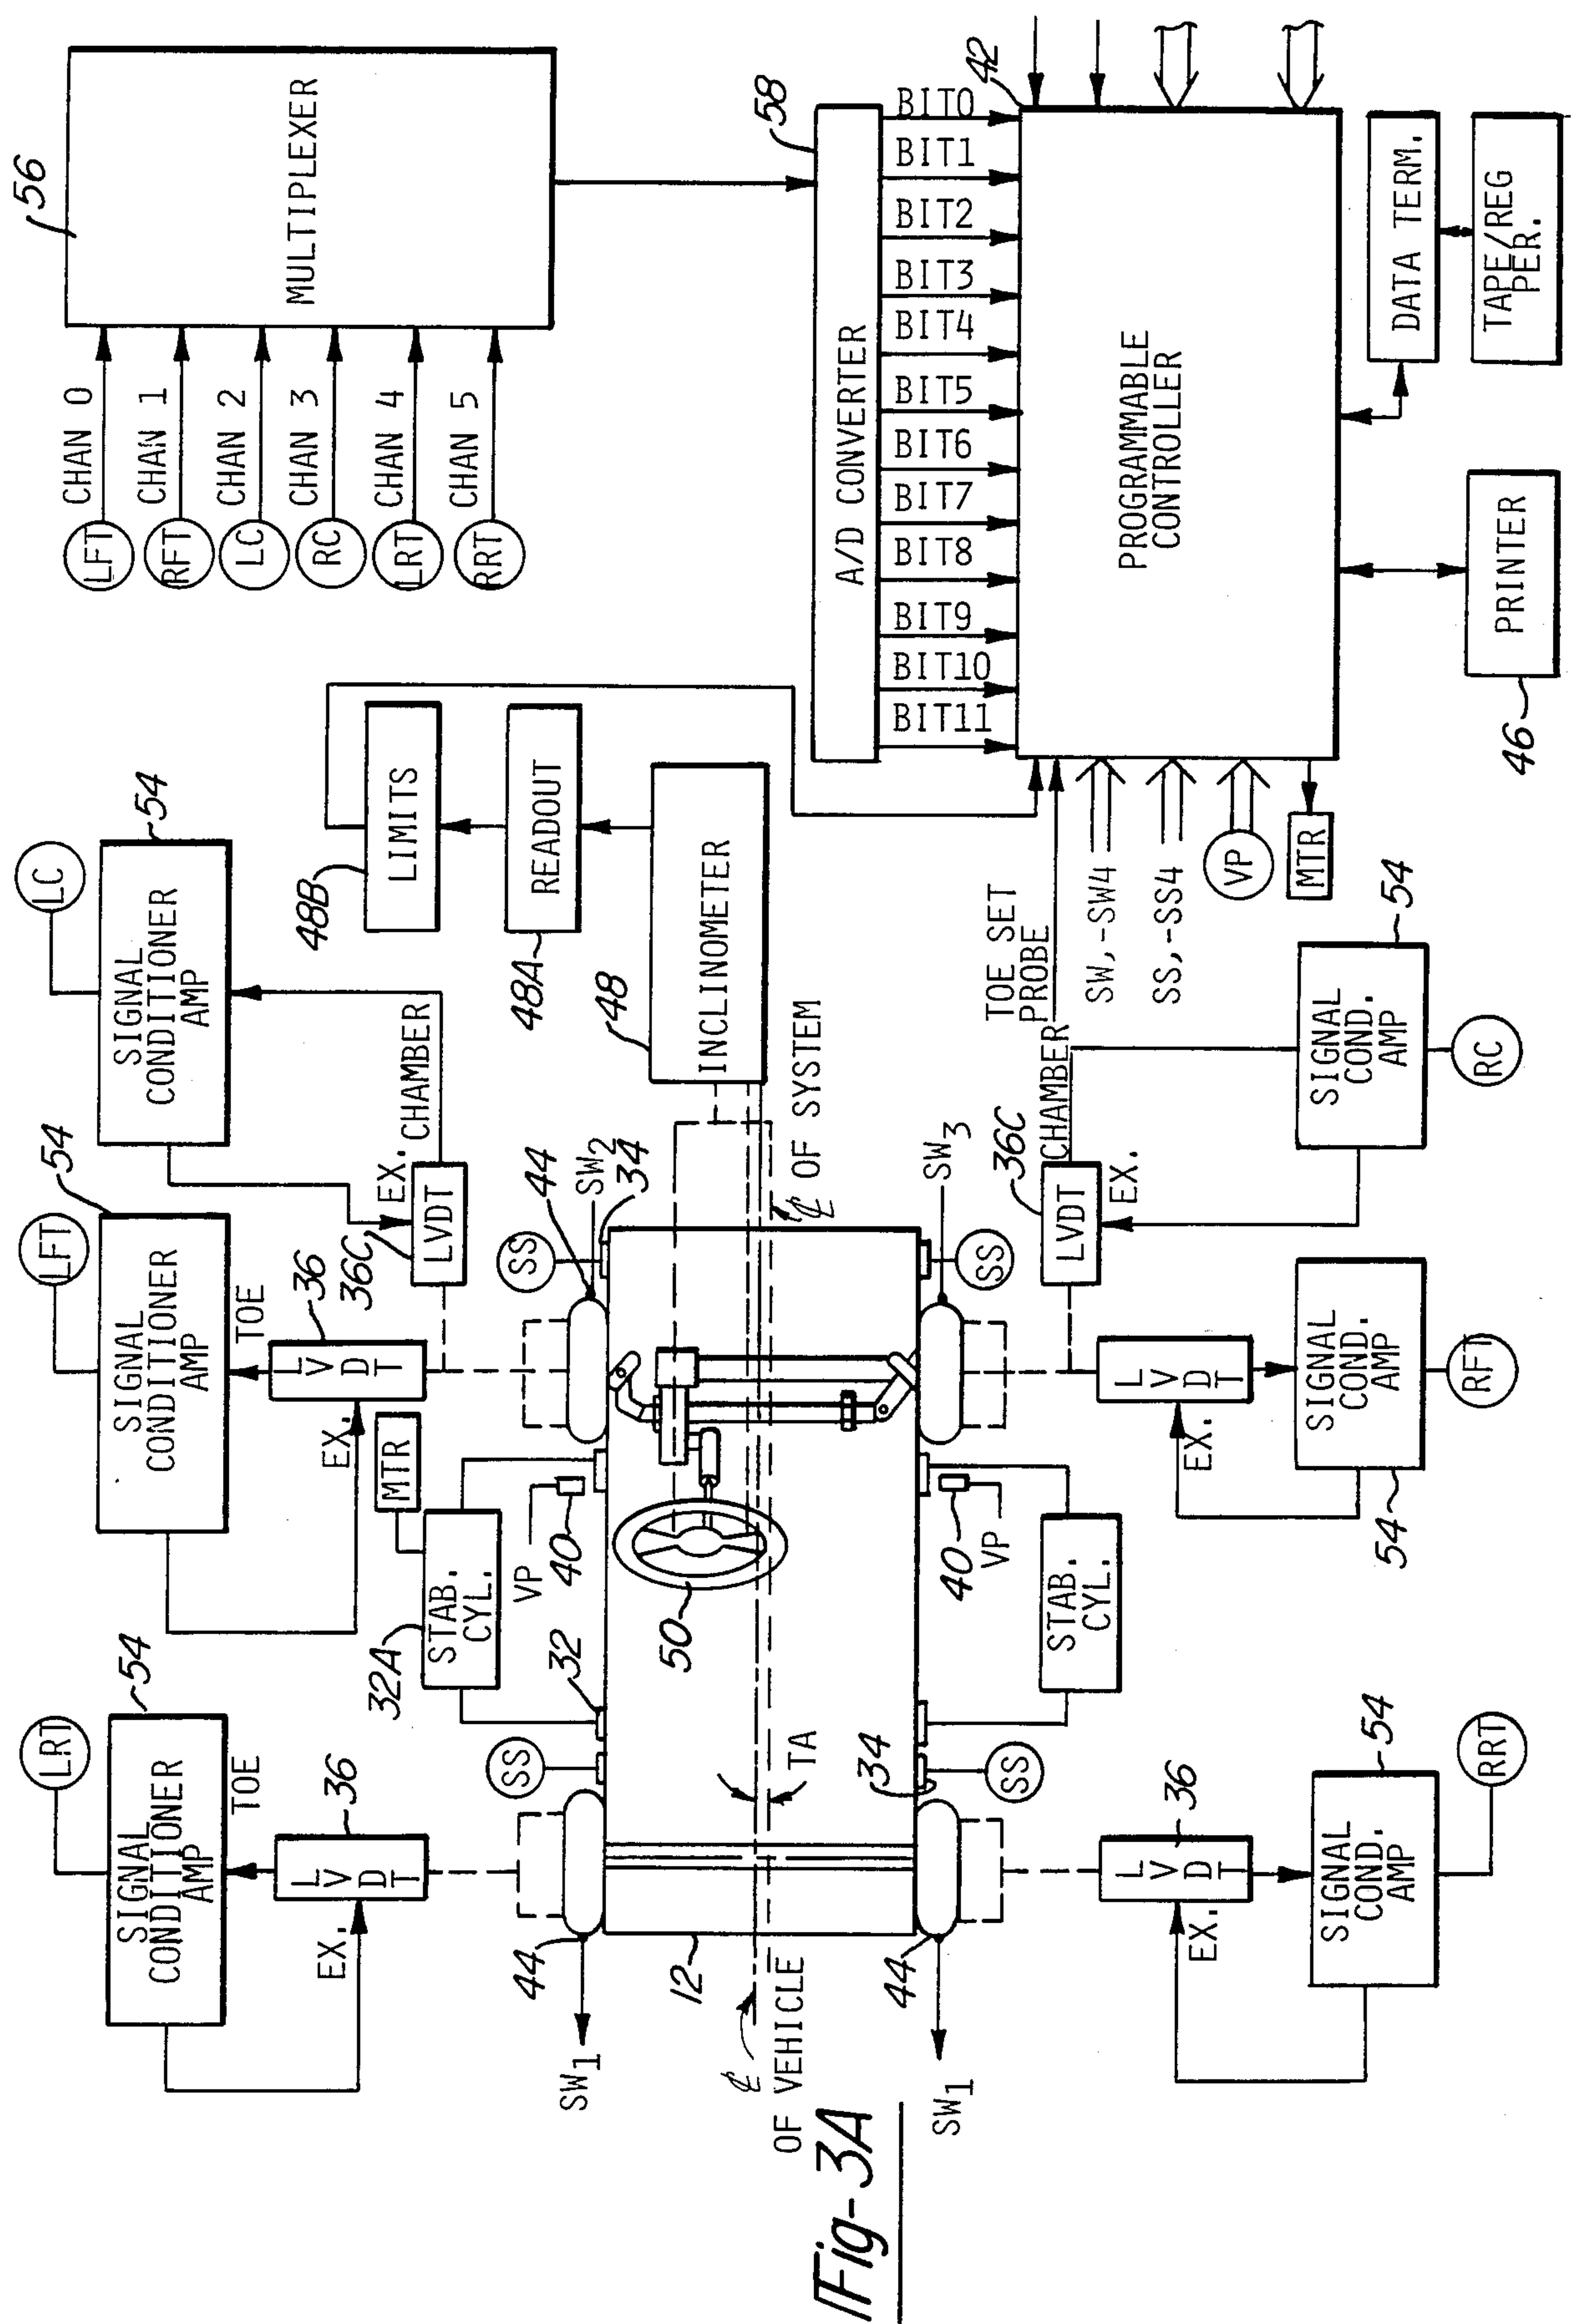 56
MULTIPLEXER
CHAN 0
CHAN 1
CHAN 2
CHAN 3
CHAN 4
CHAN 5
LFT
RFT
LC
RC
LRT
RRT
58
A/D CONVERTER
BIT0
BIT1
BIT2
BIT3
BIT4
BIT5
BIT6
BIT7
BIT8
BIT9
BIT10
BIT11
42
PROGRAMMABLE
CONTROLLER
DATA TERM.
TAPE/REG
PER.
PRINTER
46
TOE SET
PROBE
SW,-SW4
SS,-SS4
VP
MTR
48B
LIMITS
48A
READOUT
48
INCLINOMETER
LC
54
SIGNAL
CONDITIONER
AMP
CHAMBER
EX.
LVDT
36C
LFT
54
SIGNAL
CONDITIONER
AMP
TOE
36
LVDT
EX.
MTR
STAB.
CYL.
32A
LRT
54
SIGNAL
CONDITIONER
AMP
TOE
36
LVDT
EX.
SW2
44
34
SS
VP
40
32
SS
44
SW1
50
12
TA
℄ OF SYSTEM
℄
OF VEHICLE
SW3
SS
40
VP
STAB.
CYL.
34
SS
44
SW1
36C
CHAMBER
LVDT
EX.
SIGNAL
COND.
AMP
54
RC
LVDT
EX.
SIGNAL
COND.
AMP
54
RFT
36
LVDT
EX.
SIGNAL
COND.
AMP
54
RRT
Fig-3A